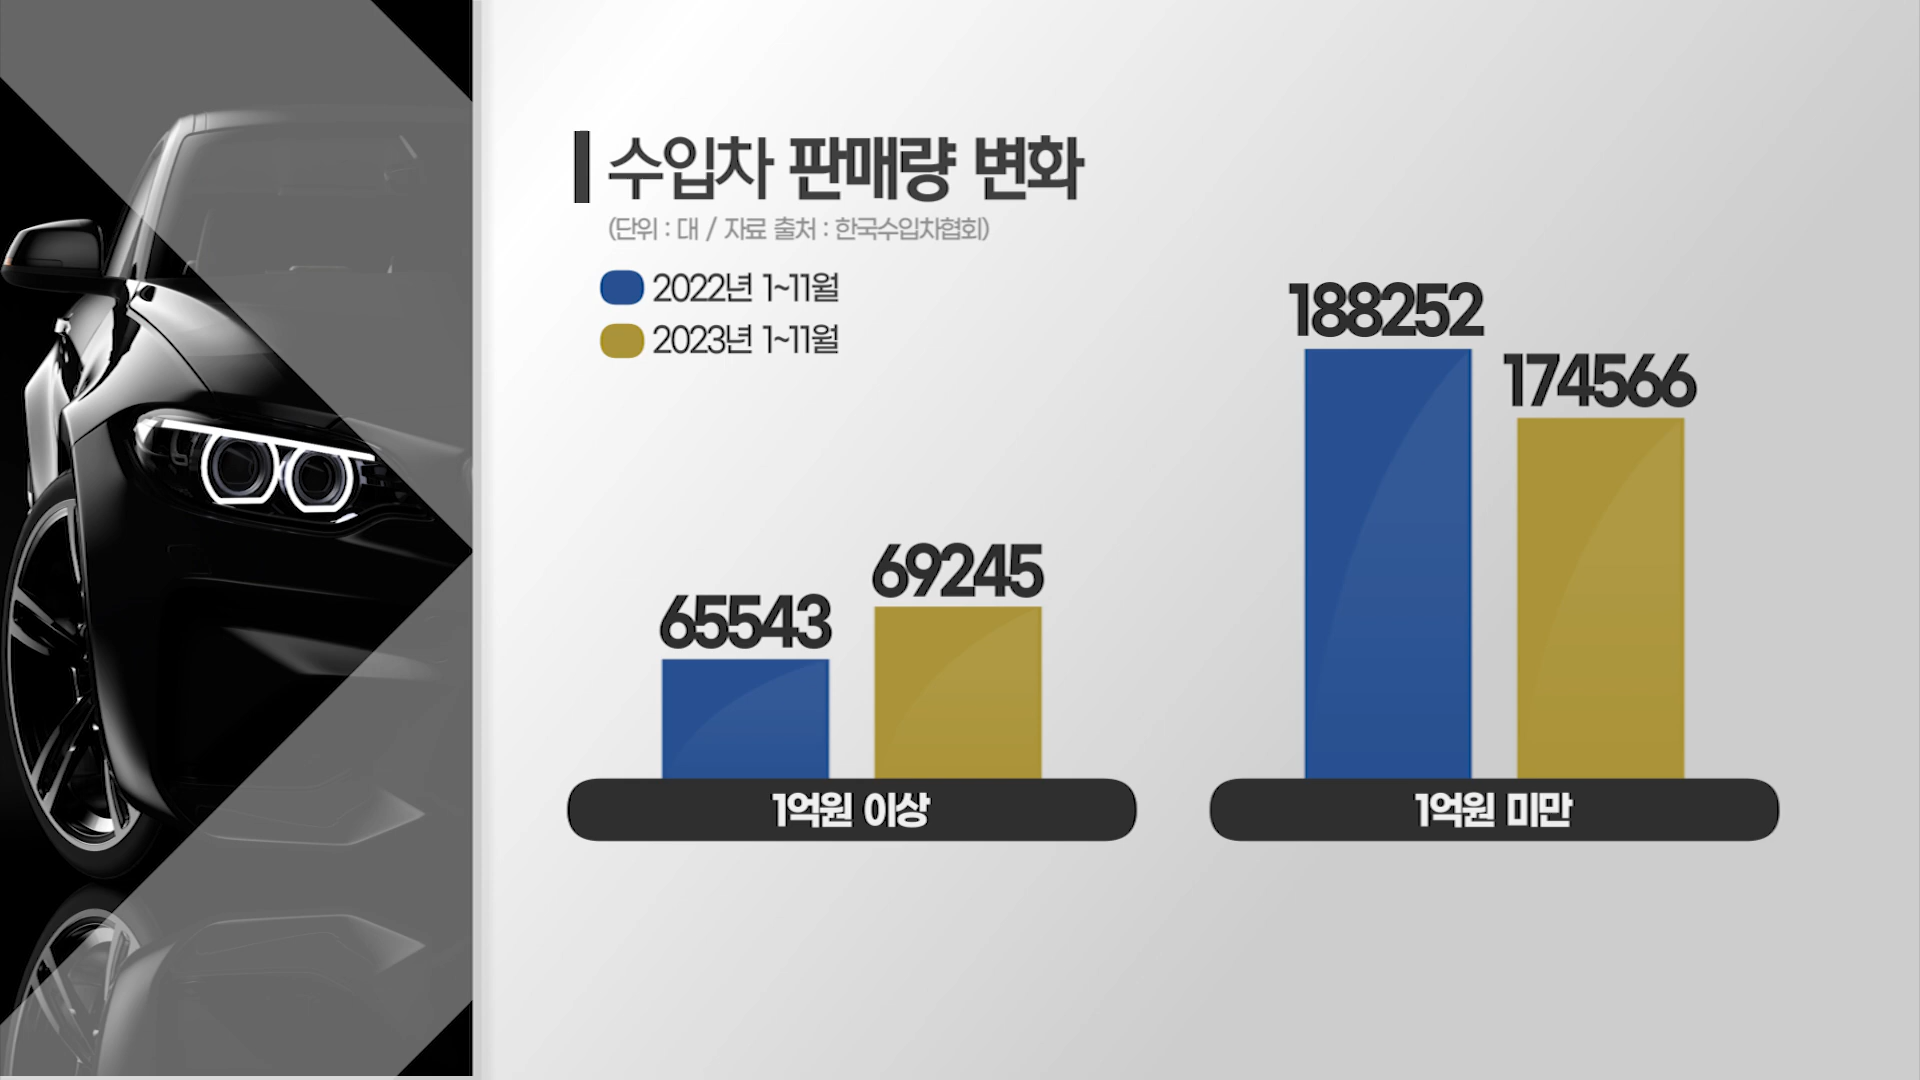 수입차 판매량 변화
(단위 : 대 / 자료 출처 : 한국수입차협회)
2022년 1~11월
2023년 1~11월
65543
69245
1억원 이상
188252
174566
1억원 미만